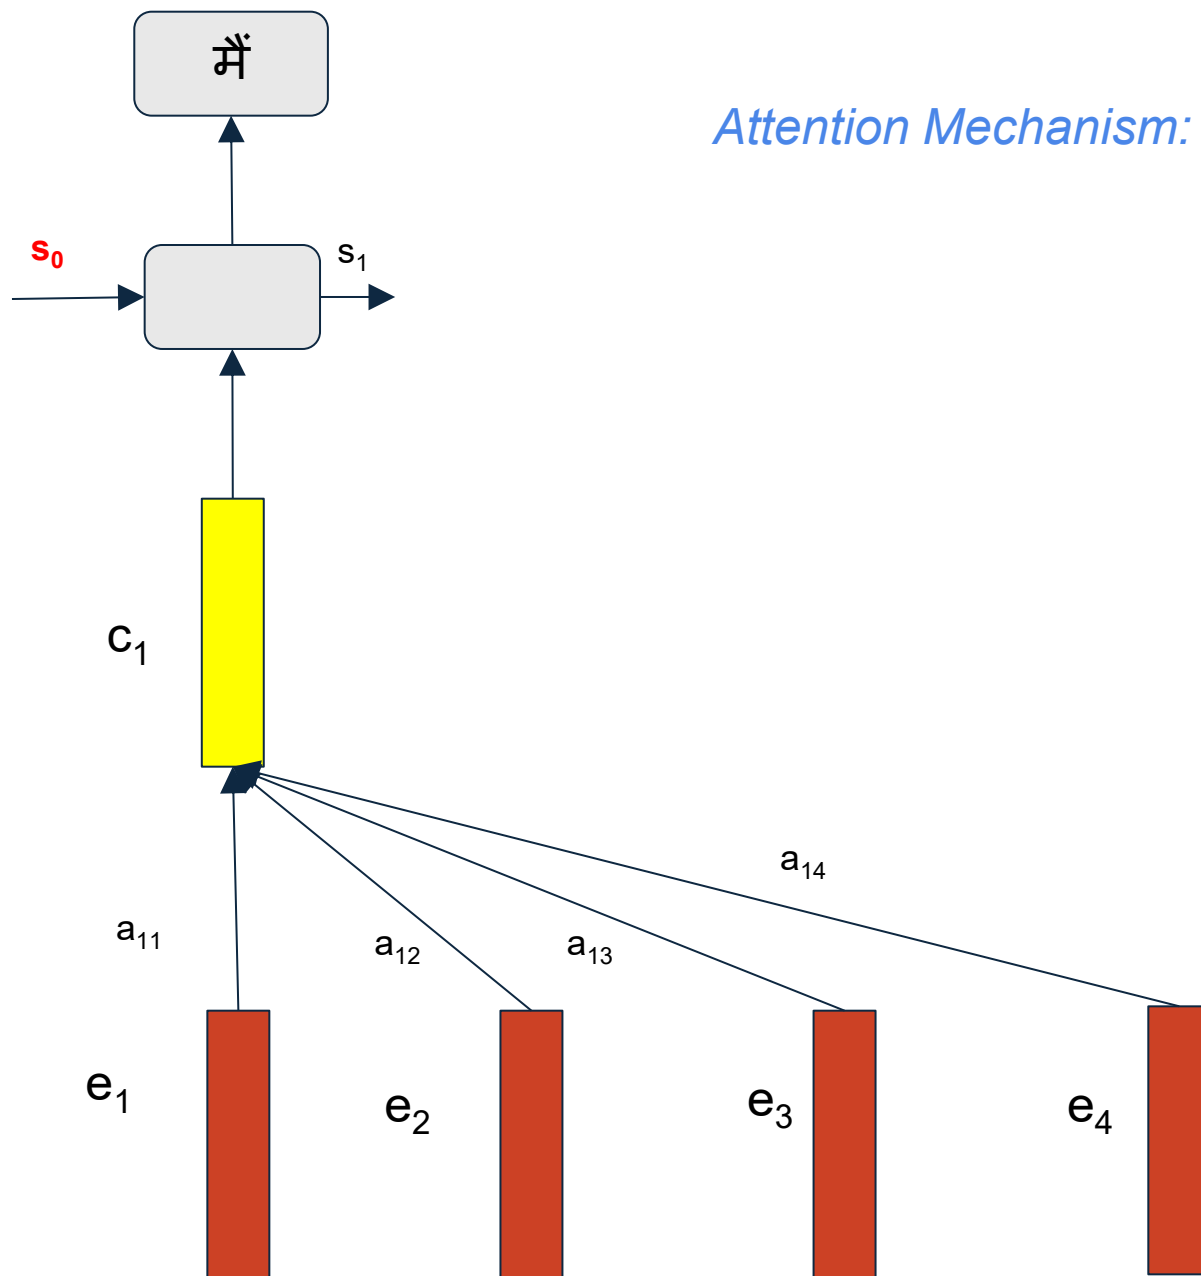 मैं
Attention Mechanism:
s₀
s₁
c₁
a₁₄
a₁₁
a₁₂
a₁₃
e₁
e₂
e₃
e₄